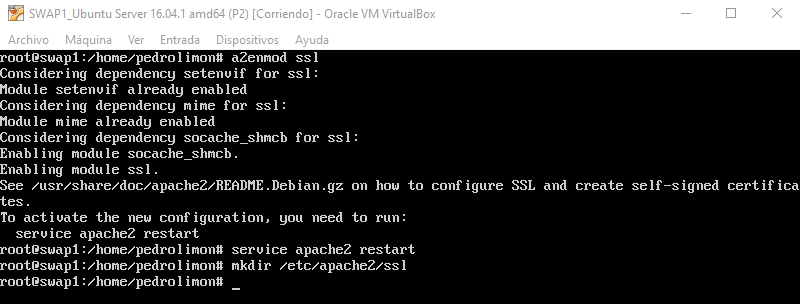 SWAP1_Ubuntu Server 16.04.1 amd64 (P2) [Corriendo] - Oracle VM VirtualBox
Archivo Máquina Ver Entrada Dispositivos Ayuda
root@swap1:/home/pedrolimon# a2enmod ssl
Considering dependency setenvif for ssl:
Module setenvif already enabled
Considering dependency mime for ssl:
Module mime already enabled
Considering dependency socache_shmcb for ssl:
Enabling module socache_shmcb.
Enabling module ssl.
See /usr/share/doc/apache2/README.Debian.gz on how to configure SSL and create self-signed certifica
tes.
To activate the new configuration, you need to run:
  service apache2 restart
root@swap1:/home/pedrolimon# service apache2 restart
root@swap1:/home/pedrolimon# mkdir /etc/apache2/ssl
root@swap1:/home/pedrolimon# _